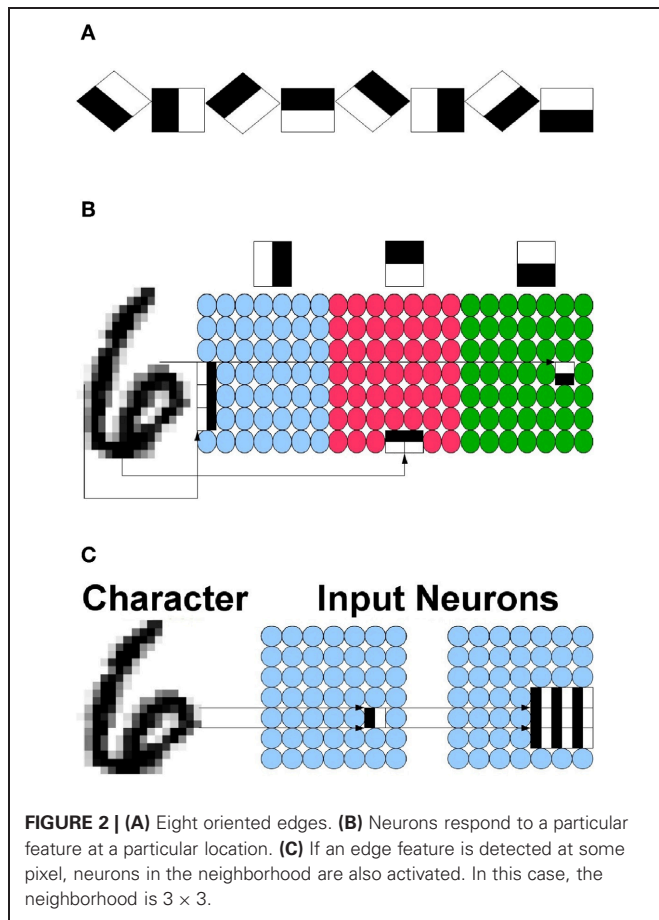 A
B
C
Character Input Neurons
FIGURE 2 | (A) Eight oriented edges. (B) Neurons respond to a particular
feature at a particular location. (C) If an edge feature is detected at some
pixel, neurons in the neighborhood are also activated. In this case, the
neighborhood is 3 × 3.